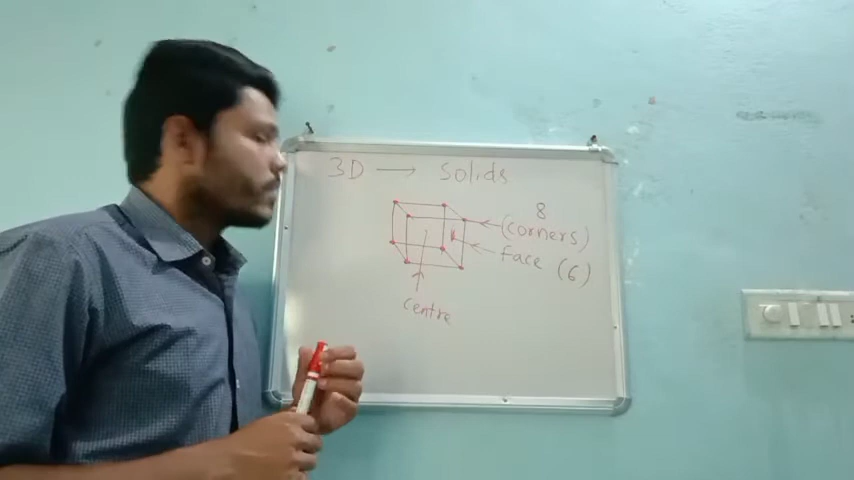 3D → Solids
8
(corners)
face (6)
centre